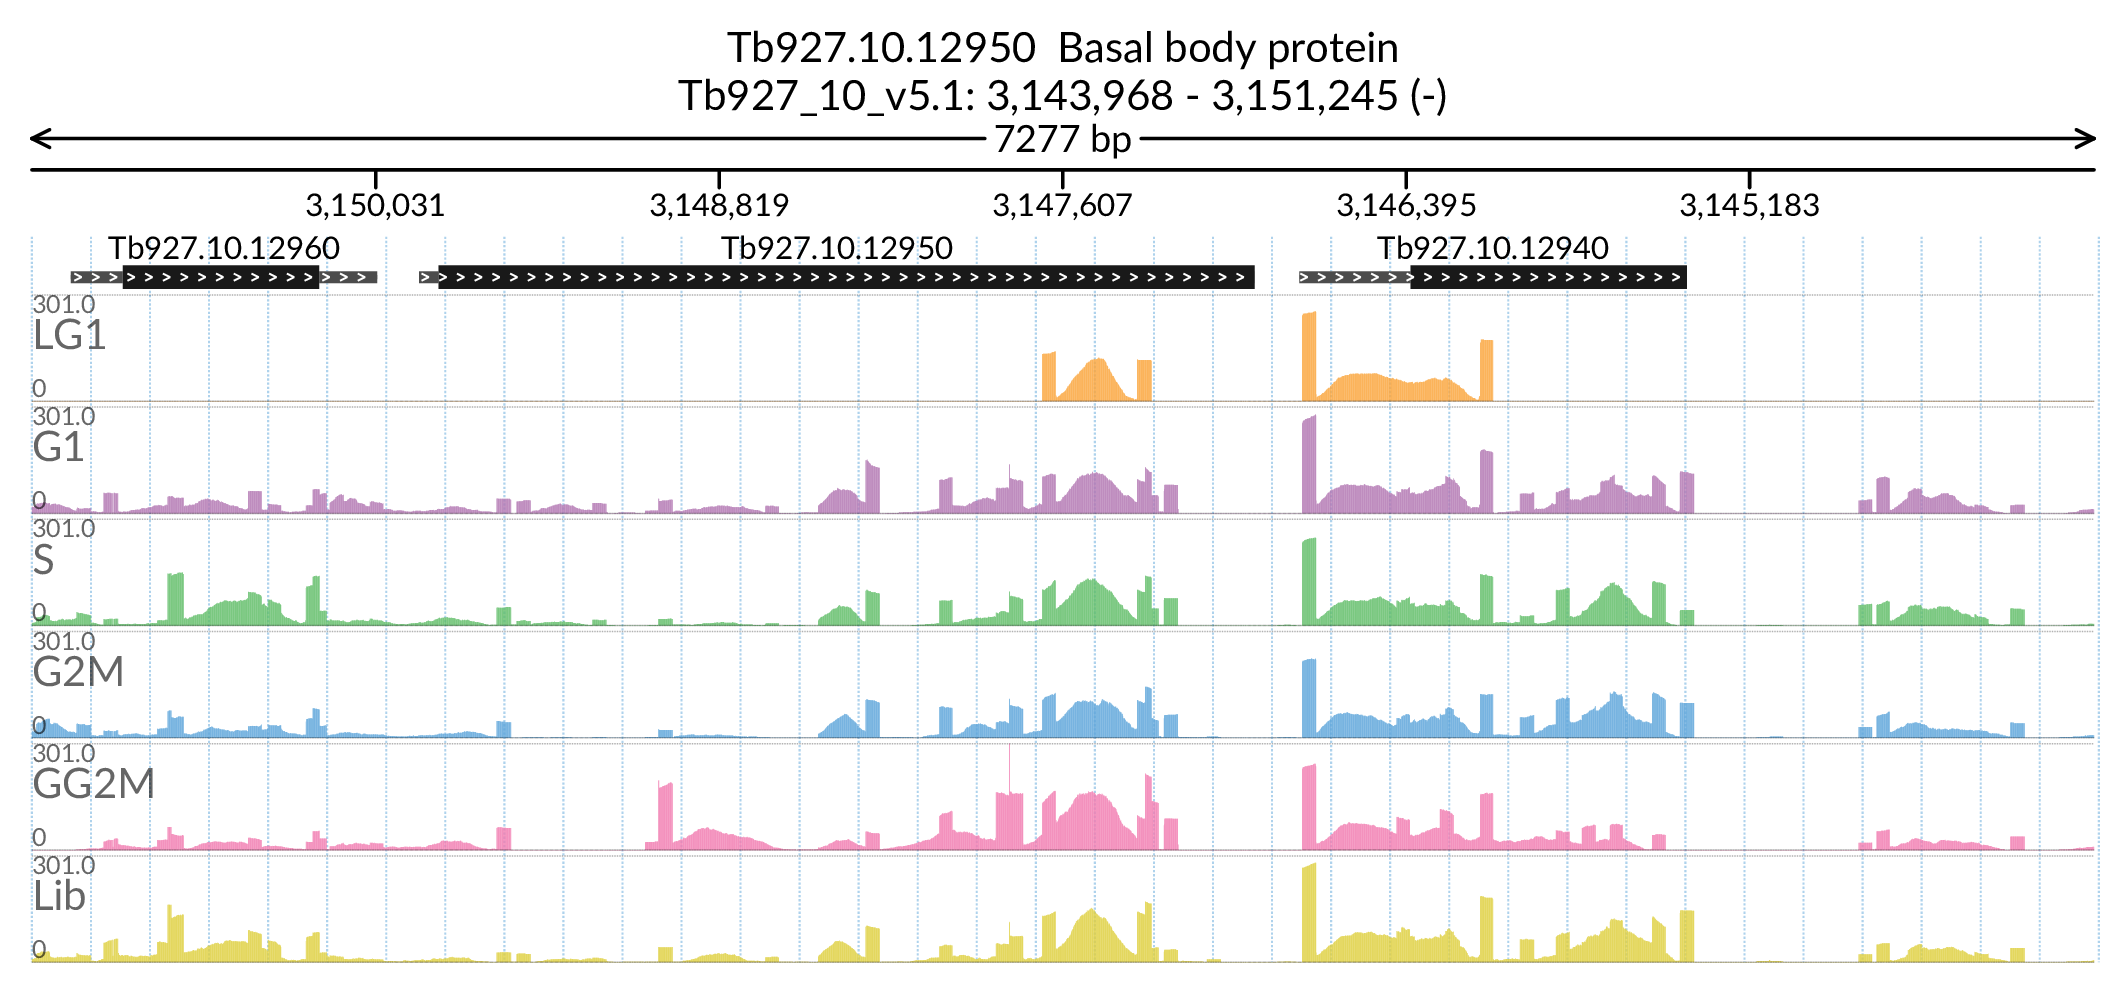 Tb927.10.12950  Basal body protein
Tb927_10_v5.1: 3,143,968 - 3,151,245 (-)
7277 bp
3,150,031 3,148,819 3,147,607 3,146,395 3,145,183
Tb927.10.12960 Tb927.10.12950 Tb927.10.12940
301.0
LG1
0
301.0
G1
0
301.0
S
0
301.0
G2M
0
301.0
GG2M
0
301.0
Lib
0